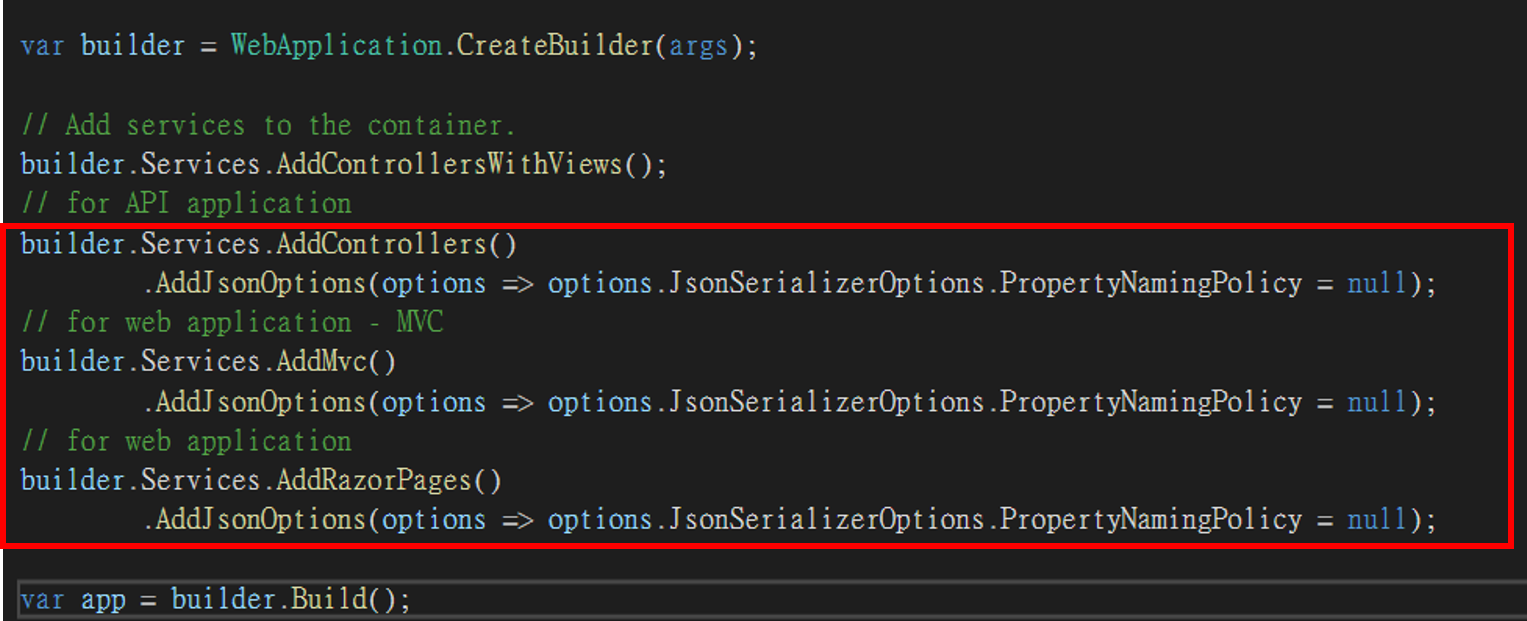 var builder = WebApplication.CreateBuilder(args);
// Add services to the container.
builder.Services.AddControllersWithViews();
// for API application
builder.Services.AddControllers()
.AddJsonOptions(options => options.JsonSerializerOptions.PropertyNamingPolicy = null);
// for web application - MVC
builder.Services.AddMvc()
.AddJsonOptions(options => options.JsonSerializerOptions.PropertyNamingPolicy = null);
// for web application
builder.Services.AddRazorPages()
.AddJsonOptions(options => options.JsonSerializerOptions.PropertyNamingPolicy = null);
var app = builder.Build();